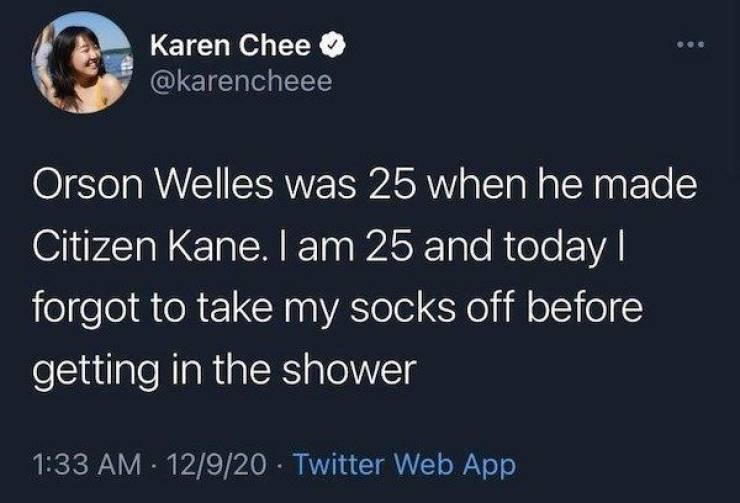 Karen Chee
@karencheee
Orson Welles was 25 when he made
Citizen Kane. I am 25 and today I
forgot to take my socks off before
getting in the shower
1:33 AM · 12/9/20 · Twitter Web App